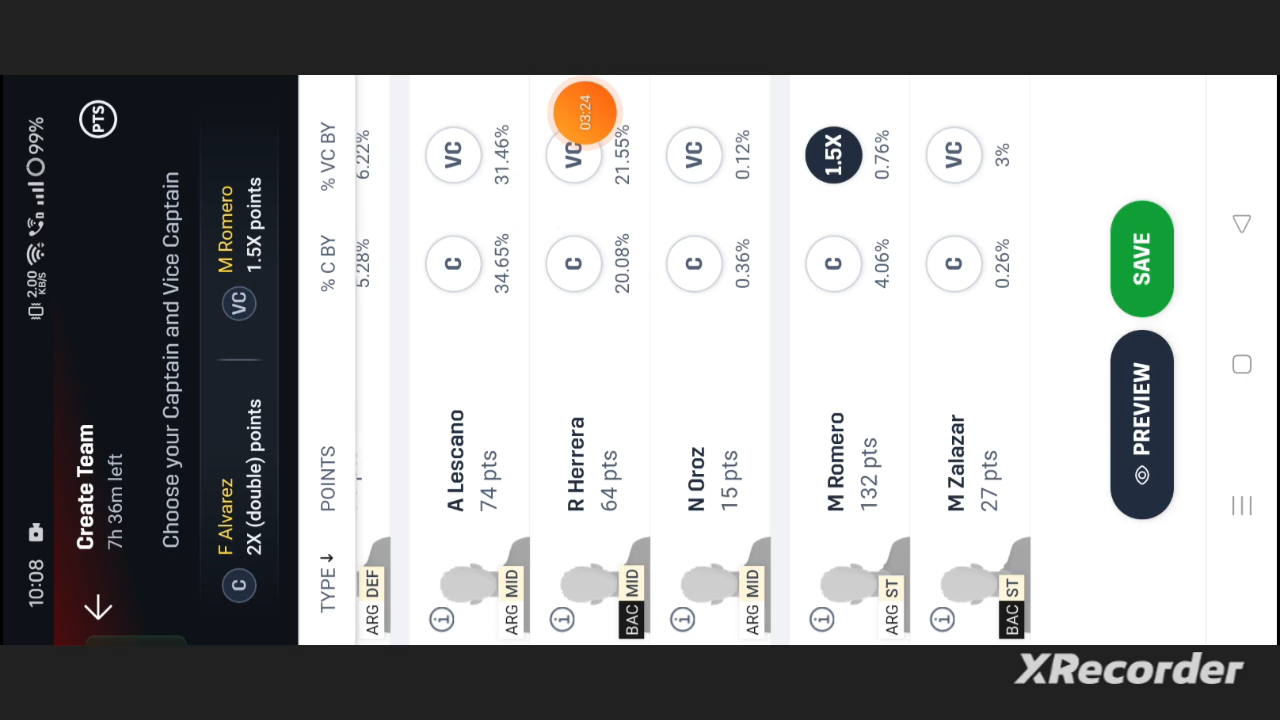 10:08
2.00 KB/S
99%
Create Team
7h 36m left
PTS
Choose your Captain and Vice Captain
C
F Alvarez
2X (double) points
VC
M Romero
1.5X points
TYPE ↓ POINTS % C BY % VC BY
ARG DEF
5.28% 6.22%
ARG MID
A Lescano
74 pts
C VC
34.65% 31.46%
BAC MID
R Herrera
64 pts
C VC
20.08% 21.55%
03:24
ARG MID
N Oroz
15 pts
C VC
0.36% 0.12%
ARG ST
M Romero
132 pts
C 1.5X
4.06% 0.76%
BAC ST
M Zalazar
27 pts
C VC
0.26% 3%
PREVIEW SAVE
XRecorder